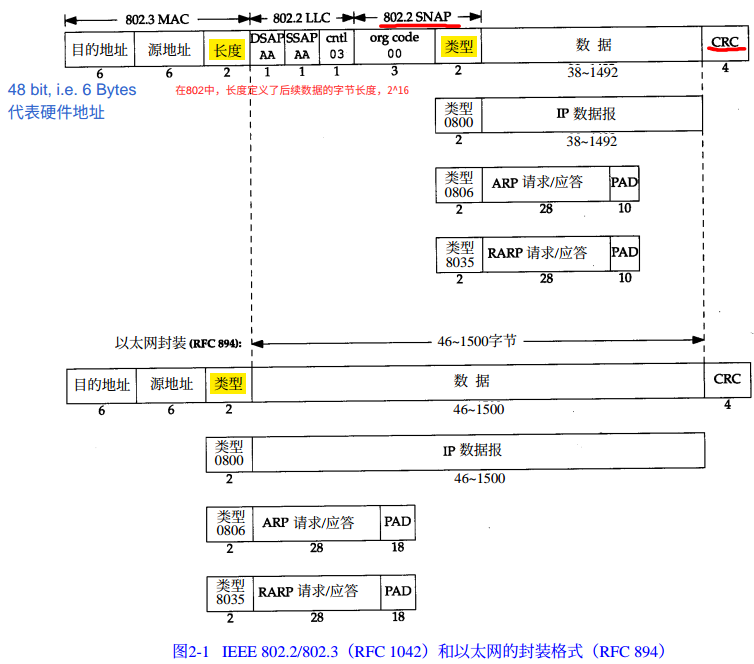 802.3 MAC 802.2 LLC 802.2 SNAP
目的地址 源地址 长度 DSAP AA SSAP AA cntl 03 org code 00 类型 数 据 CRC
6 6 2 1 1 1 3 2 38~1492 4
48 bit, i.e. 6 Bytes
代表硬件地址
在802中，长度定义了后续数据的字节长度，2^16
类型 0800 IP 数据报
2 38~1492
类型 0806 ARP 请求/应答 PAD
2 28 10
类型 8035 RARP 请求/应答 PAD
2 28 10
以太网封装 (RFC 894): 46~1500字节
目的地址 源地址 类型 数 据 CRC
6 6 2 46~1500 4
类型 0800 IP 数据报
2 46~1500
类型 0806 ARP 请求/应答 PAD
2 28 18
类型 8035 RARP 请求/应答 PAD
2 28 18
图2-1 IEEE 802.2/802.3（RFC 1042）和以太网的封装格式（RFC 894）